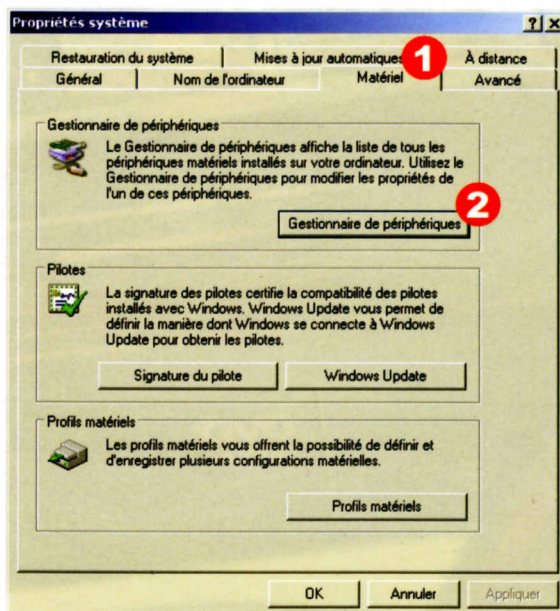 Propriétés système
Restauration du système Mises à jour automatiques 1 À distance
Général Nom de l'ordinateur Matériel Avancé
Gestionnaire de périphériques
Le Gestionnaire de périphériques affiche la liste de tous les
périphériques matériels installés sur votre ordinateur. Utilisez le
Gestionnaire de périphériques pour modifier les propriétés de
l'un de ces périphériques.
2
Gestionnaire de périphériques
Pilotes
La signature des pilotes certifie la compatibilité des pilotes
installés avec Windows. Windows Update vous permet de
définir la manière dont Windows se connecte à Windows
Update pour obtenir les pilotes.
Signature du pilote Windows Update
Profils matériels
Les profils matériels vous offrent la possibilité de définir et
d'enregistrer plusieurs configurations matérielles.
Profils matériels
OK Annuler Appliquer